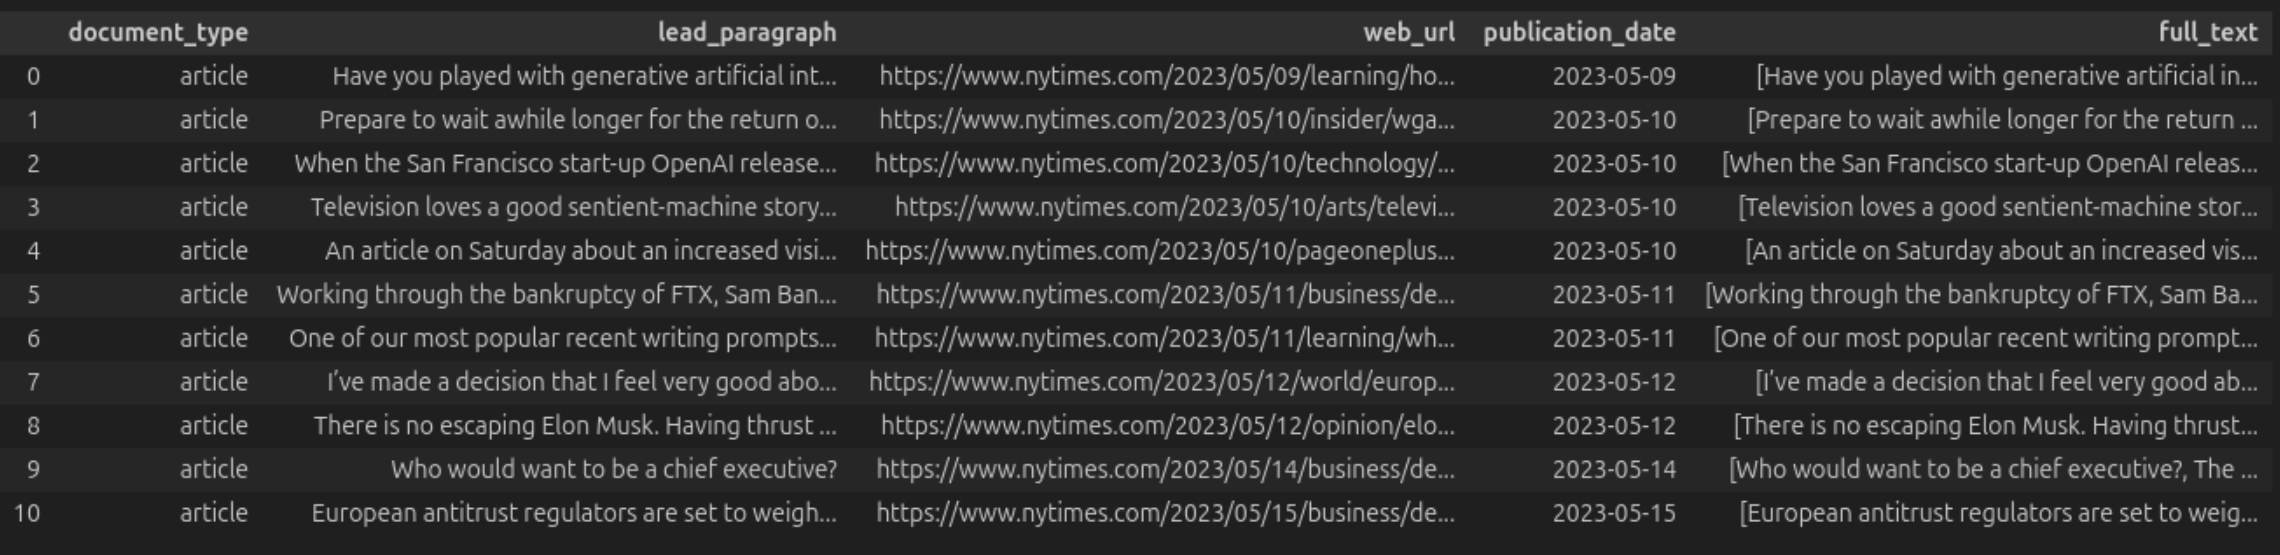 document_type lead_paragraph web_url publication_date full_text
0 article Have you played with generative artificial int... https://www.nytimes.com/2023/05/09/learning/ho... 2023-05-09 [Have you played with generative artificial in...
1 article Prepare to wait awhile longer for the return o... https://www.nytimes.com/2023/05/10/insider/wga... 2023-05-10 [Prepare to wait awhile longer for the return ...
2 article When the San Francisco start-up OpenAI release... https://www.nytimes.com/2023/05/10/technology/... 2023-05-10 [When the San Francisco start-up OpenAI releas...
3 article Television loves a good sentient-machine story... https://www.nytimes.com/2023/05/10/arts/televi... 2023-05-10 [Television loves a good sentient-machine stor...
4 article An article on Saturday about an increased visi... https://www.nytimes.com/2023/05/10/pageoneplus... 2023-05-10 [An article on Saturday about an increased vis...
5 article Working through the bankruptcy of FTX, Sam Ban... https://www.nytimes.com/2023/05/11/business/de... 2023-05-11 [Working through the bankruptcy of FTX, Sam Ba...
6 article One of our most popular recent writing prompts... https://www.nytimes.com/2023/05/11/learning/wh... 2023-05-11 [One of our most popular recent writing prompt...
7 article I’ve made a decision that I feel very good abo... https://www.nytimes.com/2023/05/12/world/europ... 2023-05-12 [I’ve made a decision that I feel very good ab...
8 article There is no escaping Elon Musk. Having thrust ... https://www.nytimes.com/2023/05/12/opinion/elo... 2023-05-12 [There is no escaping Elon Musk. Having thrust...
9 article Who would want to be a chief executive? https://www.nytimes.com/2023/05/14/business/de... 2023-05-14 [Who would want to be a chief executive?, The ...
10 article European antitrust regulators are set to weigh... https://www.nytimes.com/2023/05/15/business/de... 2023-05-15 [European antitrust regulators are set to weig...